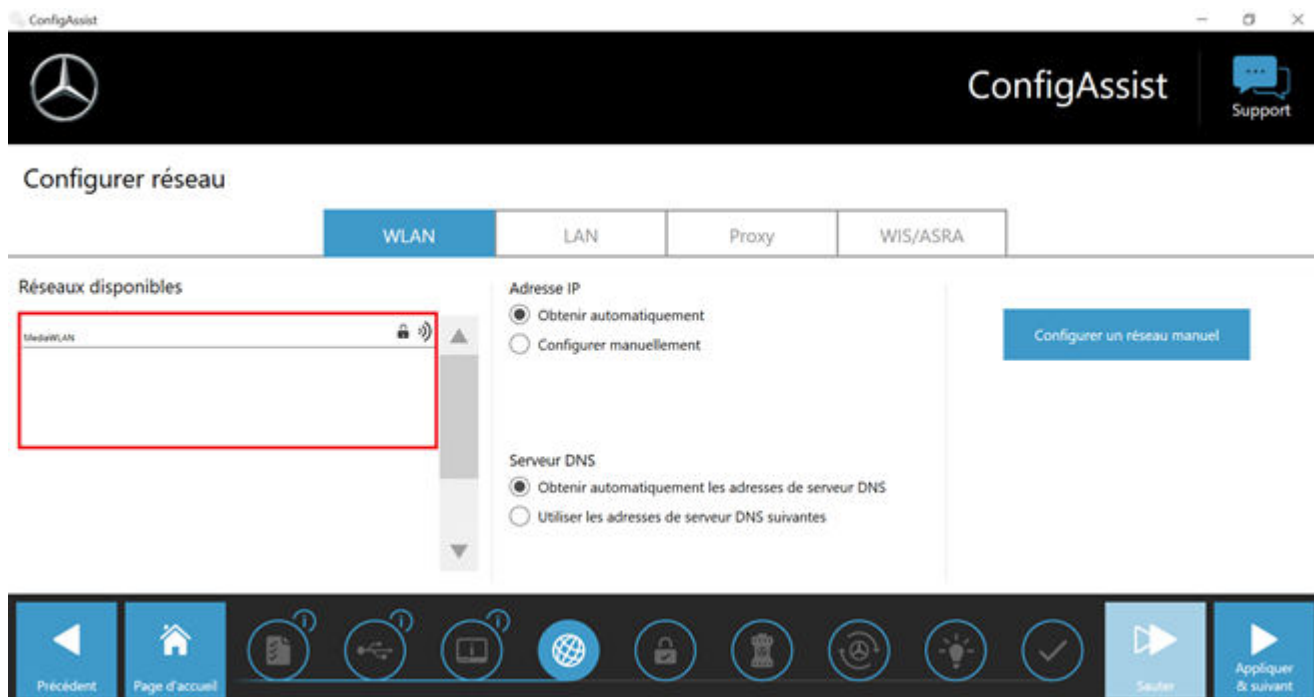 ConfigAssist
ConfigAssist
Support
Configurer réseau
WLAN
LAN
Proxy
WIS/ASRA
Réseaux disponibles
MediaWLAN
Adresse IP
Obtenir automatiquement
Configurer manuellement
Serveur DNS
Obtenir automatiquement les adresses de serveur DNS
Utiliser les adresses de serveur DNS suivantes
Configurer un réseau manuel
Précédent
Page d'accueil
Sauter
Appliquer
& suivant